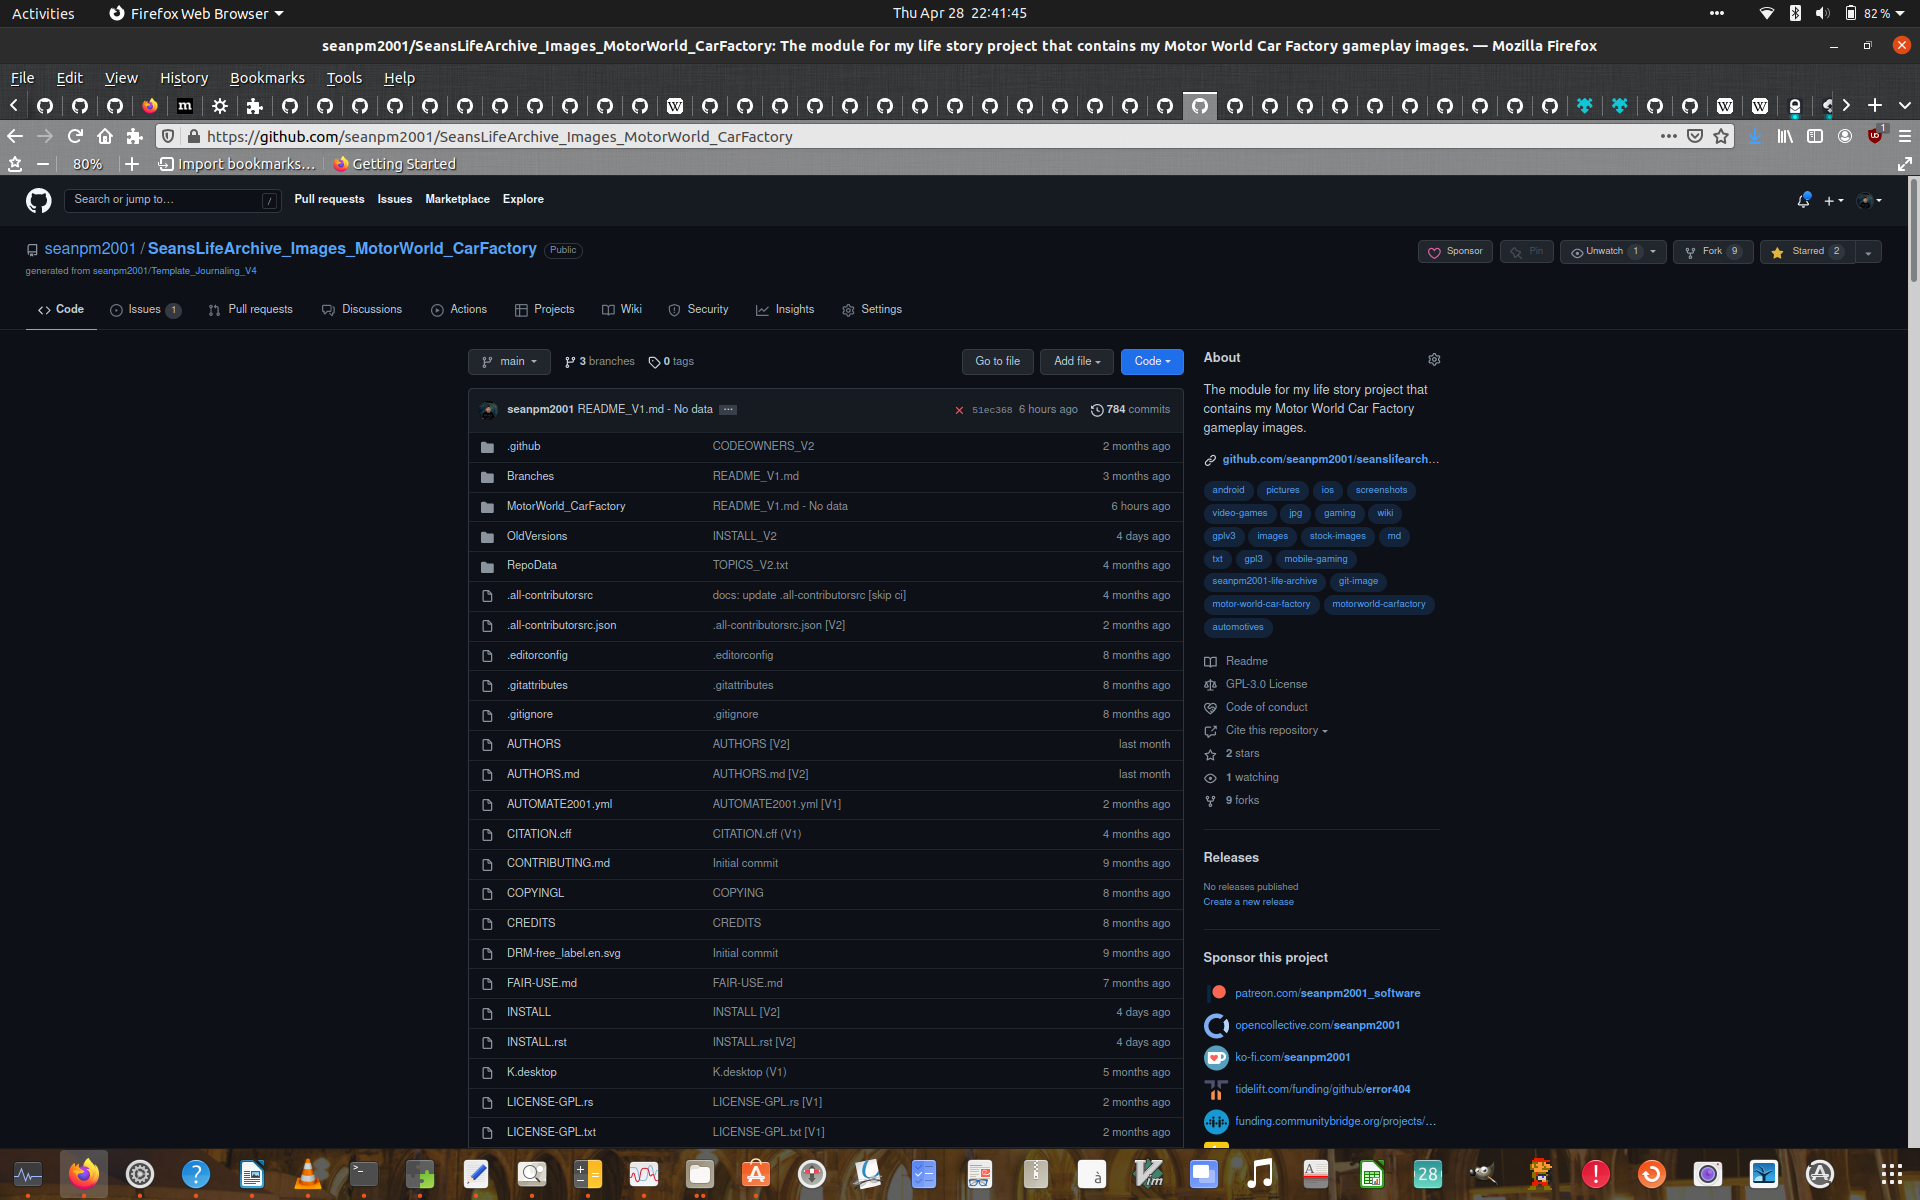 Activities
Firefox Web Browser
Thu Apr 28 22:41:45
82 %
seanpm2001/SeansLifeArchive_Images_MotorWorld_CarFactory: The module for my life story project that contains my Motor World Car Factory gameplay images. — Mozilla Firefox
File Edit View History Bookmarks Tools Help
https://github.com/seanpm2001/SeansLifeArchive_Images_MotorWorld_CarFactory
1
80%
Import bookmarks...
Getting Started
Search or jump to...
/
Pull requests Issues Marketplace Explore
seanpm2001 / SeansLifeArchive_Images_MotorWorld_CarFactory Public
generated from seanpm2001/Template_Journaling_V4
Sponsor
Pin
Unwatch 1
Fork 9
Starred 2
Code
Issues 1
Pull requests
Discussions
Actions
Projects
Wiki
Security
Insights
Settings
main
3 branches
0 tags
Go to file
Add file
Code
seanpm2001 README_V1.md - No data ...
51ec368 6 hours ago
784 commits
.github CODEOWNERS_V2 2 months ago
Branches README_V1.md 3 months ago
MotorWorld_CarFactory README_V1.md - No data 6 hours ago
OldVersions INSTALL_V2 4 days ago
RepoData TOPICS_V2.txt 4 months ago
.all-contributorsrc docs: update .all-contributorsrc [skip ci] 4 months ago
.all-contributorsrc.json .all-contributorsrc.json [V2] 2 months ago
.editorconfig .editorconfig 8 months ago
.gitattributes .gitattributes 8 months ago
.gitignore .gitignore 8 months ago
AUTHORS AUTHORS [V2] last month
AUTHORS.md AUTHORS.md [V2] last month
AUTOMATE2001.yml AUTOMATE2001.yml [V1] 2 months ago
CITATION.cff CITATION.cff (V1) 4 months ago
CONTRIBUTING.md Initial commit 9 months ago
COPYINGL COPYING 8 months ago
CREDITS CREDITS 8 months ago
DRM-free_label.en.svg Initial commit 9 months ago
FAIR-USE.md FAIR-USE.md 7 months ago
INSTALL INSTALL [V2] 4 days ago
INSTALL.rst INSTALL.rst [V2] 4 days ago
K.desktop K.desktop (V1) 5 months ago
LICENSE-GPL.rs LICENSE-GPL.rs [V1] 2 months ago
LICENSE-GPL.txt LICENSE-GPL.txt [V1] 2 months ago
About
The module for my life story project that
contains my Motor World Car Factory
gameplay images.
github.com/seanpm2001/seanslifearch...
android pictures ios screenshots
video-games jpg gaming wiki
gplv3 images stock-images md
txt gpl3 mobile-gaming
seanpm2001-life-archive git-image
motor-world-car-factory motorworld-carfactory
automotives
Readme
GPL-3.0 License
Code of conduct
Cite this repository
2 stars
1 watching
9 forks
Releases
No releases published
Create a new release
Sponsor this project
patreon.com/seanpm2001_software
opencollective.com/seanpm2001
ko-fi.com/seanpm2001
tidelift.com/funding/github/error404
funding.communitybridge.org/projects/...
28